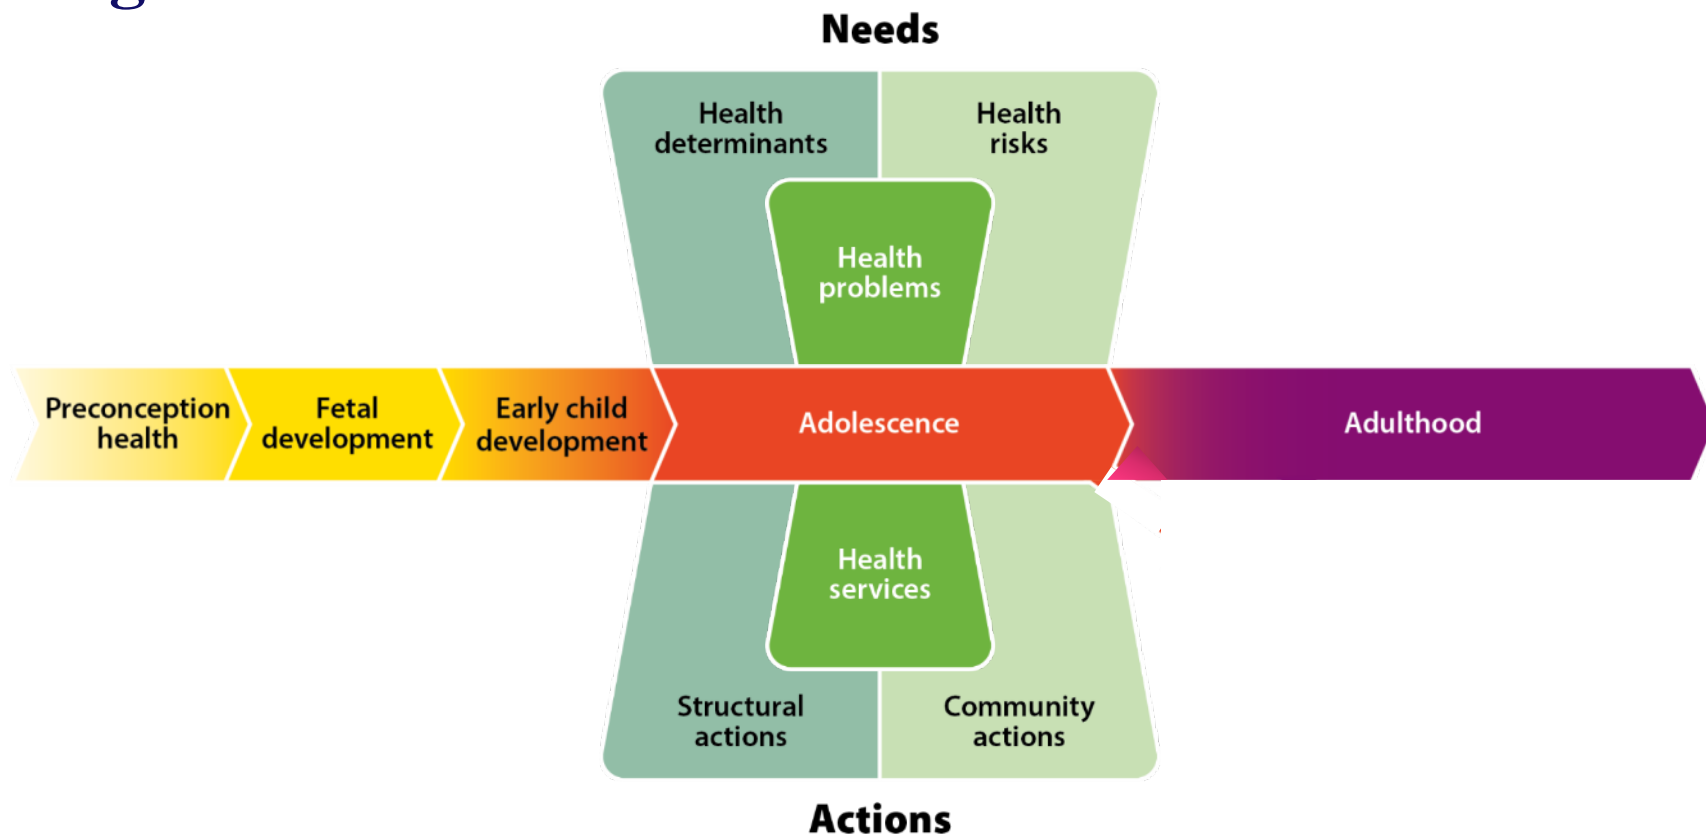 Needs
Health
determinants
Health
risks
Health
problems
Preconception
health
Fetal
development
Early child
development
Adolescence
Adulthood
Health
services
Structural
actions
Community
actions
Actions